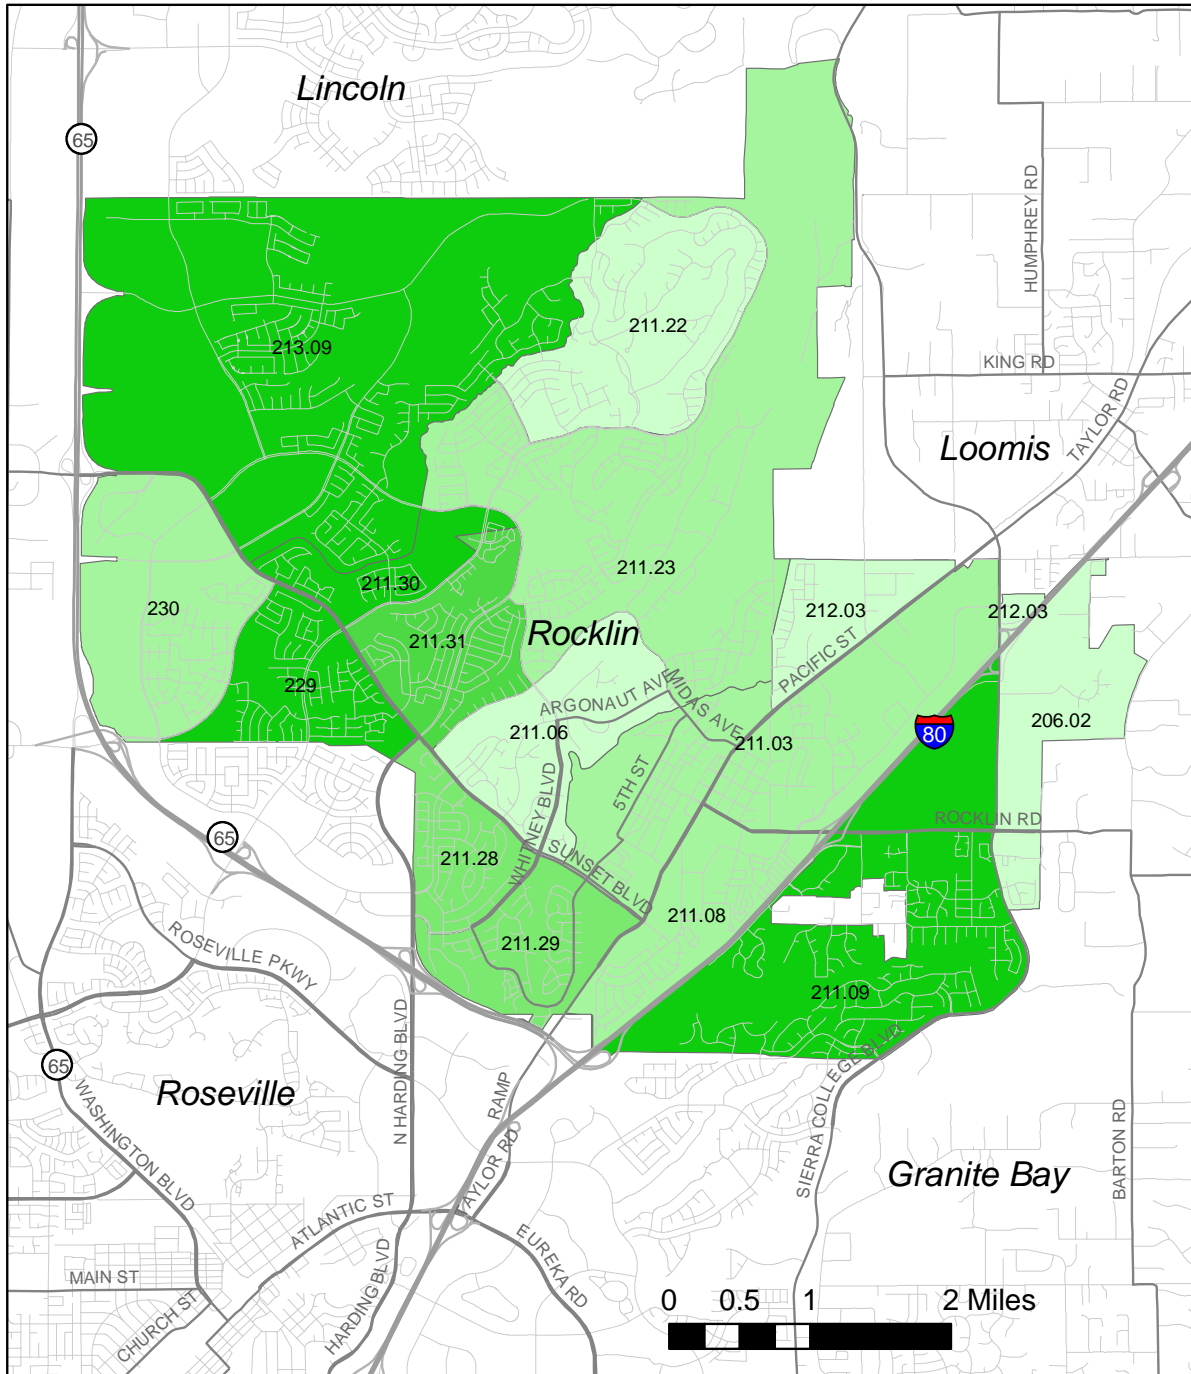 Lincoln
65
HUMPHREY RD
211.22
213.09
KING RD
TAYLOR RD
Loomis
211.23
211.30
230
212.03
212.03
211.31
Rocklin
PACIFIC ST
229
ARGONAUT AVE
MIDAS AVE
206.02
211.06
211.03
80
5TH ST
WHITNEY BLVD
ROCKLIN RD
65
211.28
SUNSET BLVD
211.08
211.29
ROSEVILLE PKWY
211.09
N HARDING BLVD
SIERRA COLLEGE BLVD
65
Roseville
RAMP
WASHINGTON BLVD
TAYLOR RD
BARTON RD
Granite Bay
ATLANTIC ST
EUREKA RD
MAIN ST
CHURCH ST
HARDING BLVD
0 0.5 1 2 Miles